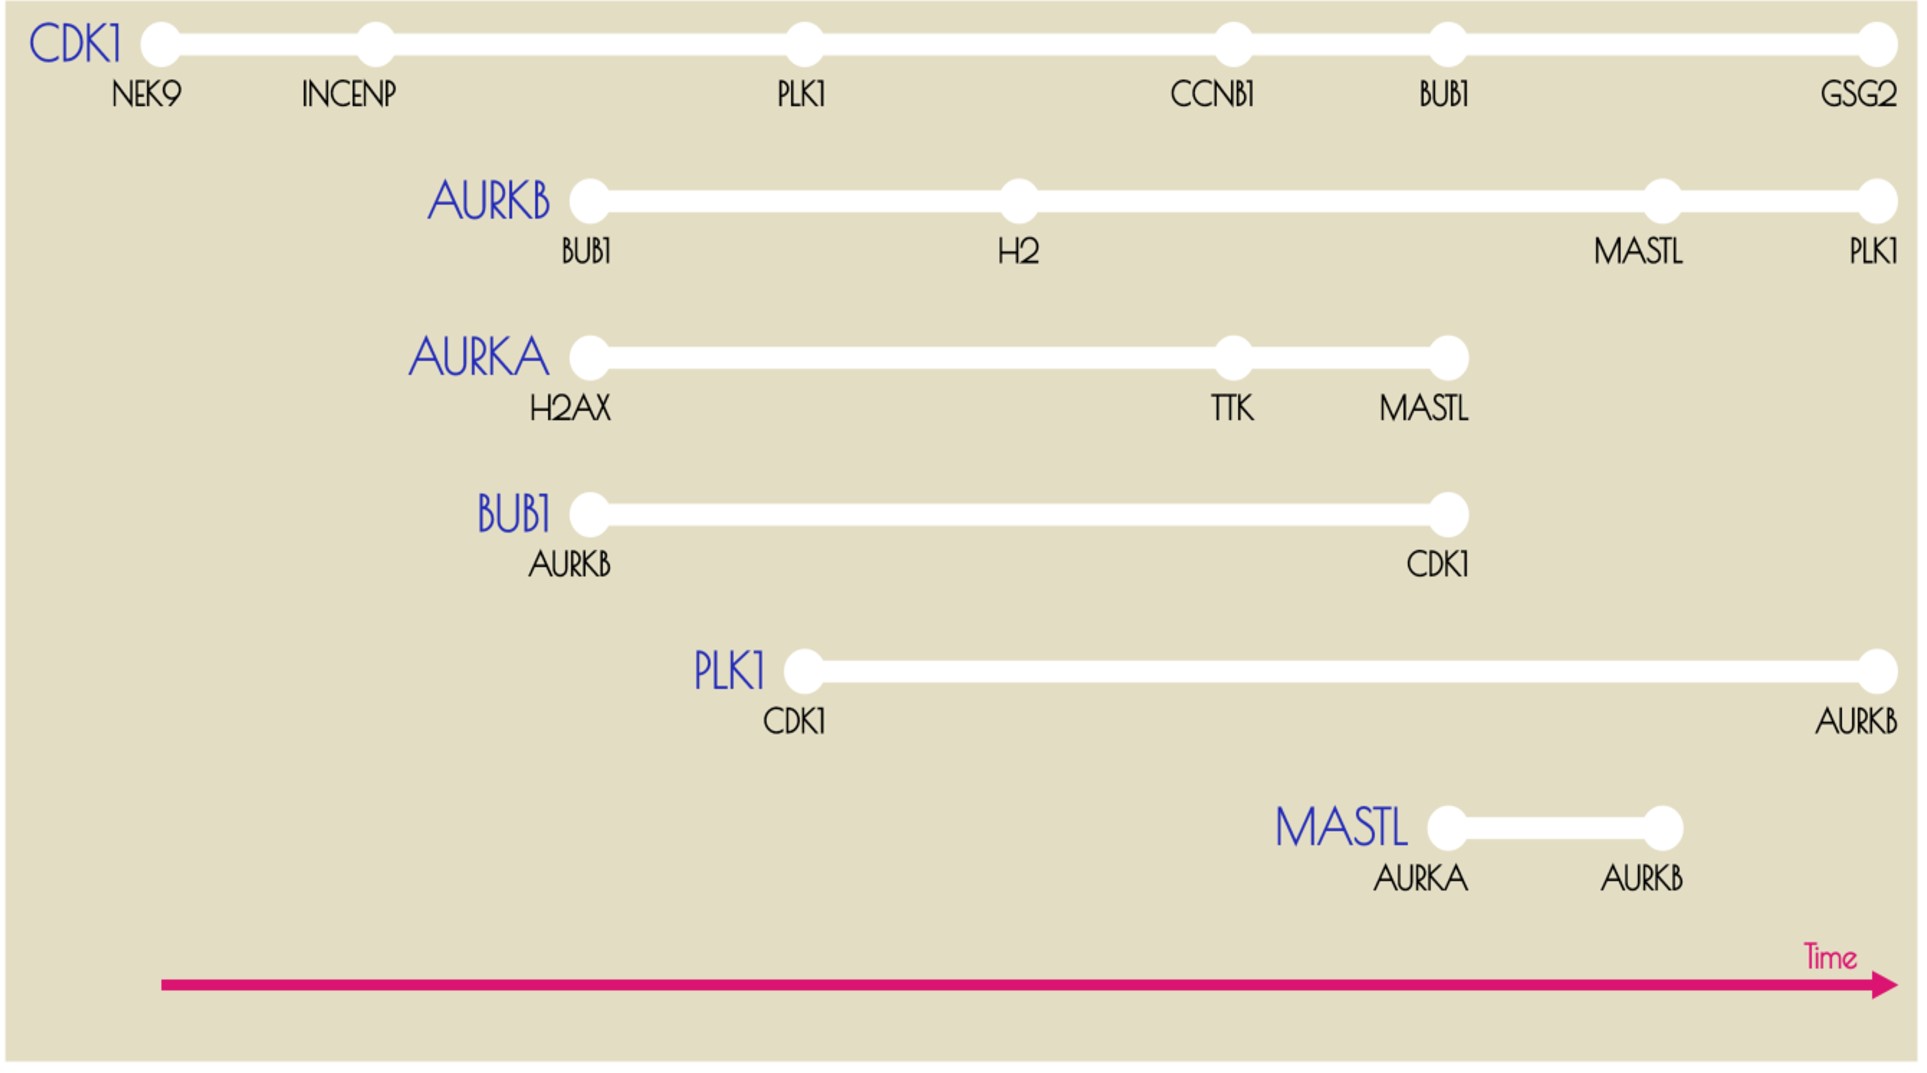 CDK1
NEK9 INCENP PLK1 CCNB1 BUB1 GSG2
AURKB
BUB1 H2 MASTL PLK1
AURKA
H2AX TTK MASTL
BUB1
AURKB CDK1
PLK1
CDK1 AURKB
MASTL
AURKA AURKB
Time